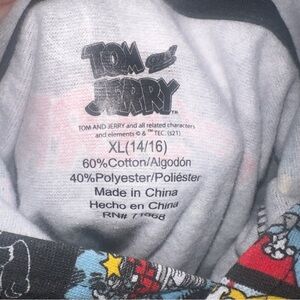 TOM and
JERRY
TOM AND JERRY and all related characters
and elements © & ™ TEC. (s21)
XL(14/16)
60%Cotton/Algodón
40%Polyester/Poliéster
Made in China
Hecho en China
RN#